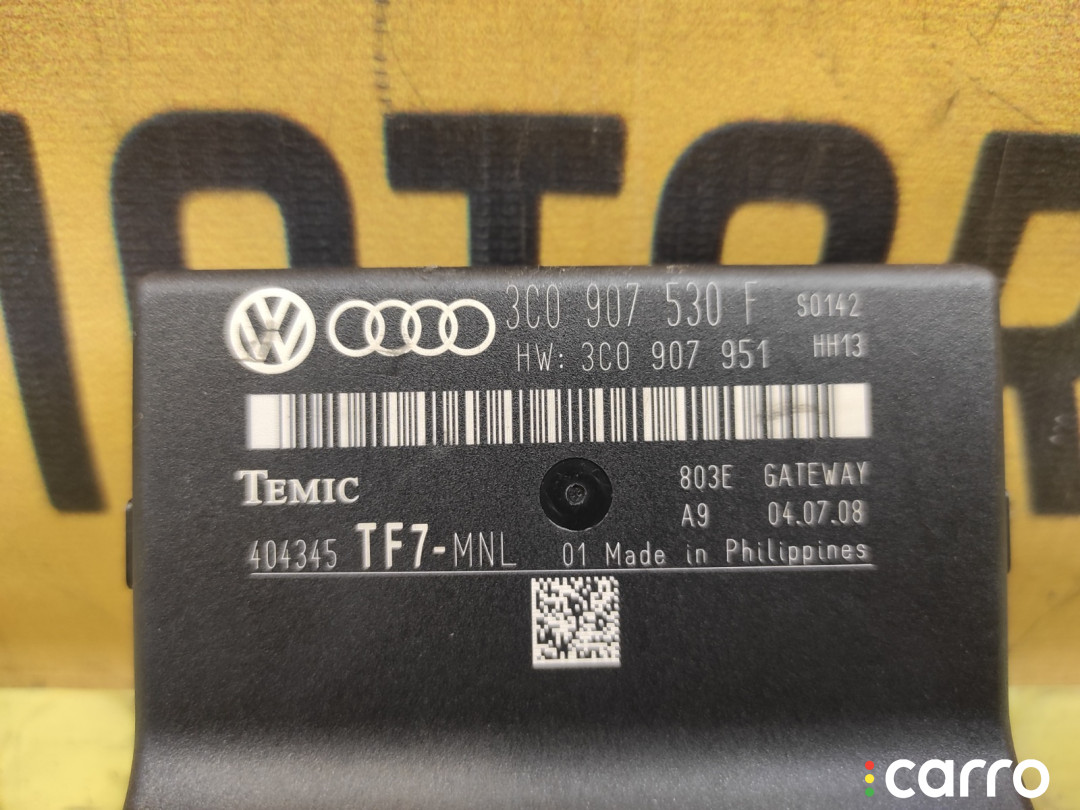 MOTOR
3C0 907 530 F S0142
HW: 3C0 907 951 HH13
TEMIC
803E GATEWAY
A9 04.07.08
404345 TF7-MNL 01 Made in Philippines
carro